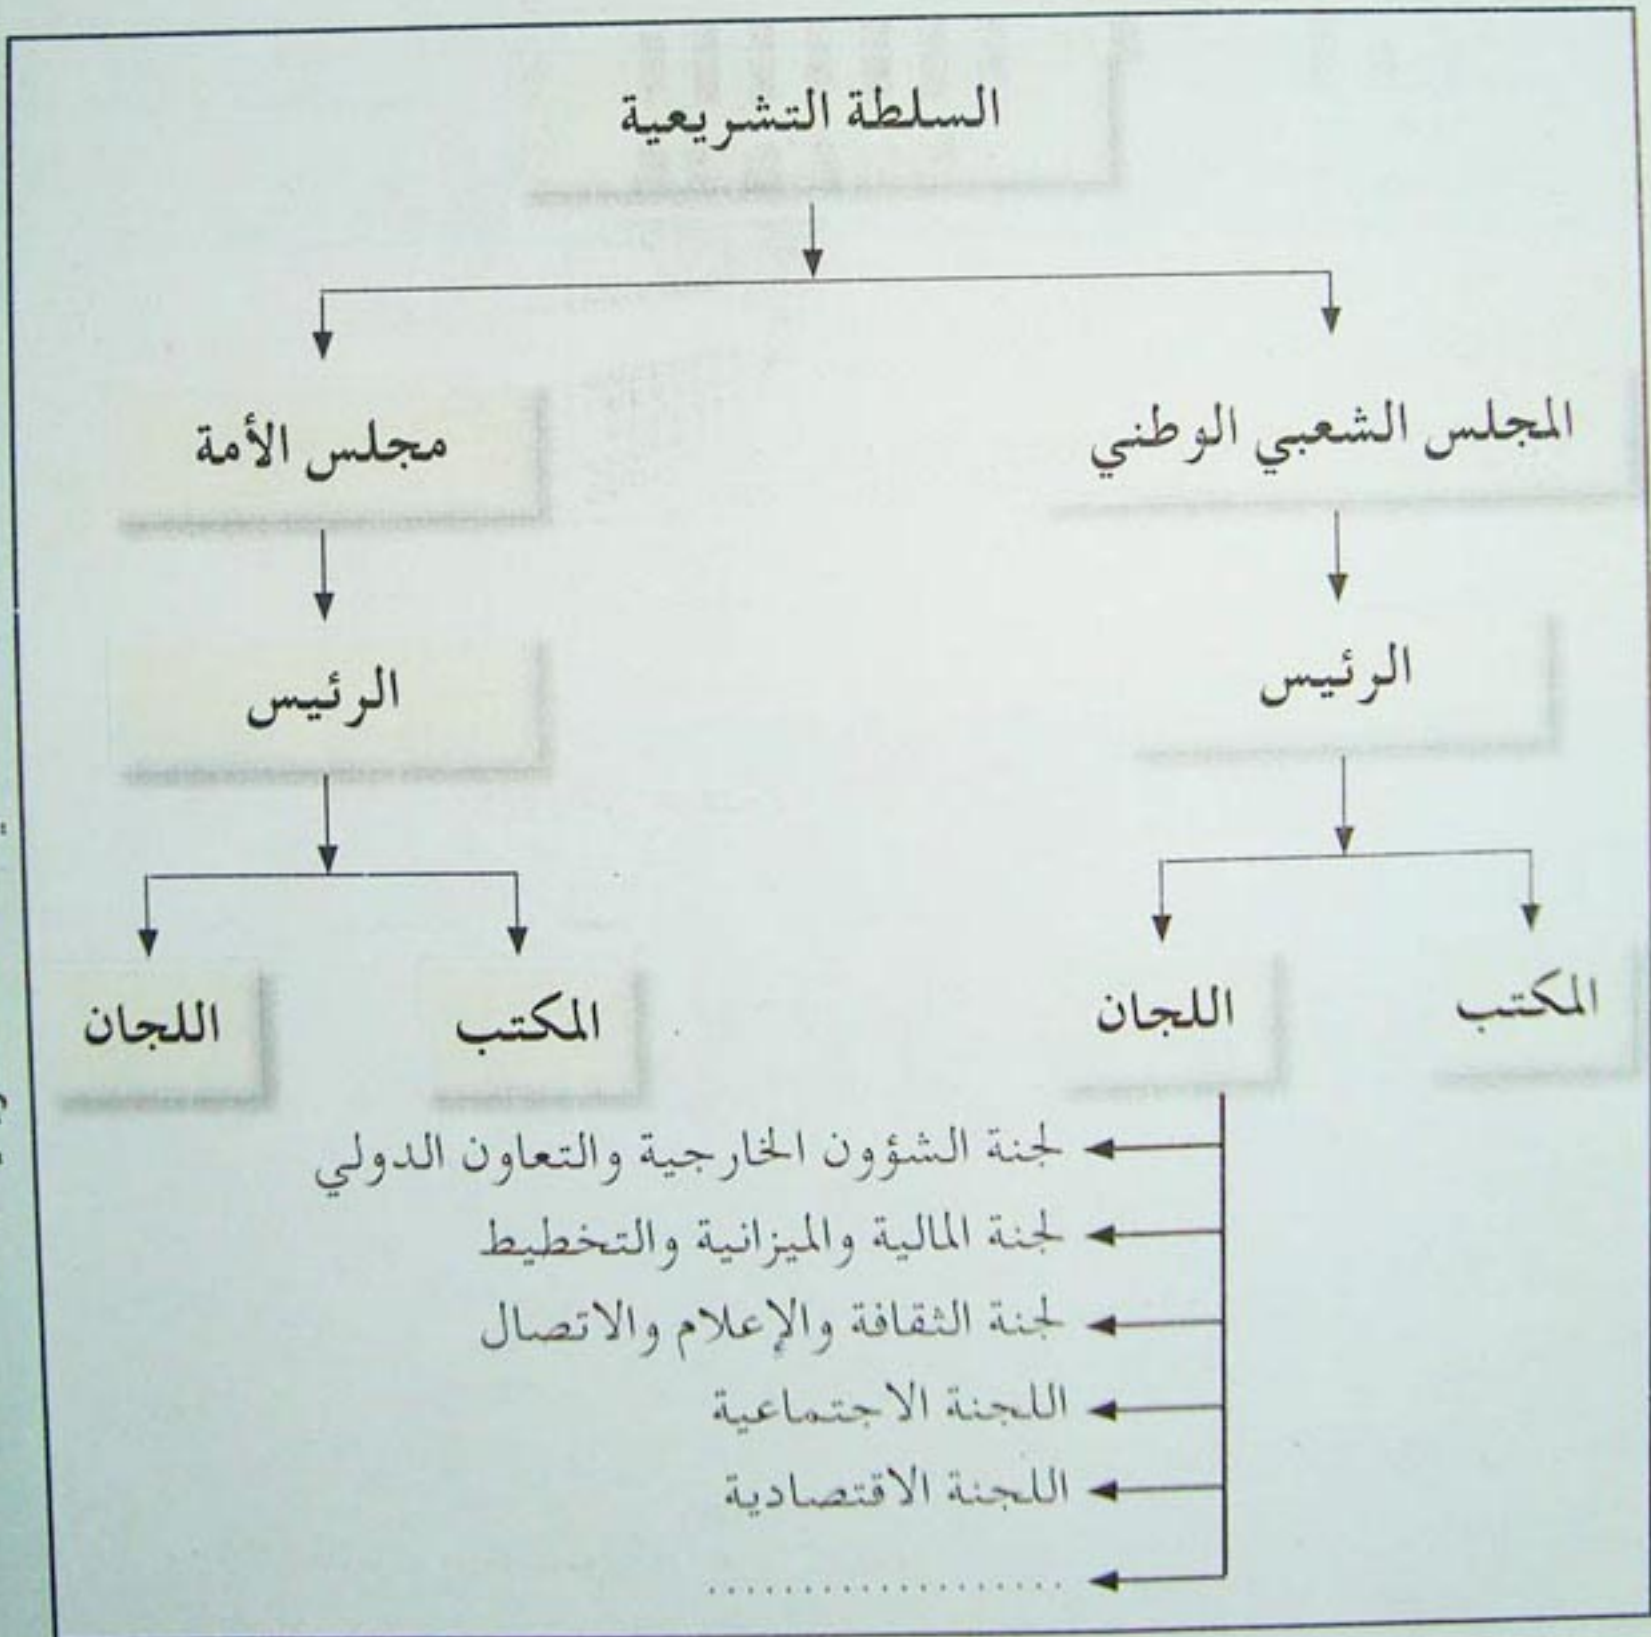 السلطة التشريعية
المجلس الشعبي الوطني
مجلس الأمة
الرئيس
الرئيس
المكتب
اللجان
المكتب
اللجان
لجنة الشؤون الخارجية والتعاون الدولي
لجنة المالية والميزانية والتخطيط
لجنة الثقافة والإعلام والاتصال
اللجنة الاجتماعية
اللجنة الاقتصادية
....................